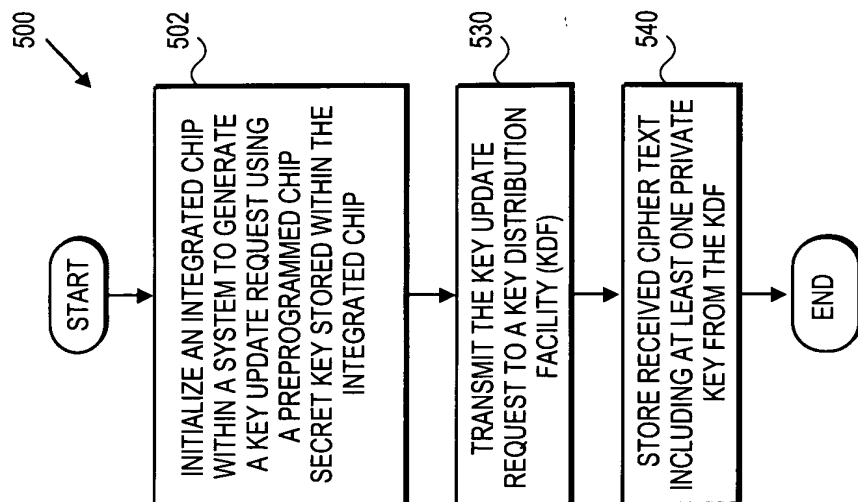 500
START
502
INITIALIZE AN INTEGRATED CHIP
WITHIN A SYSTEM TO GENERATE
A KEY UPDATE REQUEST USING
A PREPROGRAMMED CHIP
SECRET KEY STORED WITHIN THE
INTEGRATED CHIP
530
TRANSMIT THE KEY UPDATE
REQUEST TO A KEY DISTRIBUTION
FACILITY (KDF)
540
STORE RECEIVED CIPHER TEXT
INCLUDING AT LEAST ONE PRIVATE
KEY FROM THE KDF
END